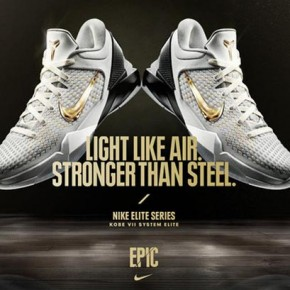 LIGHT LIKE AIR.
STRONGER THAN STEEL.
NIKE ELITE SERIES
KOBE VII SYSTEM ELITE
EPIC